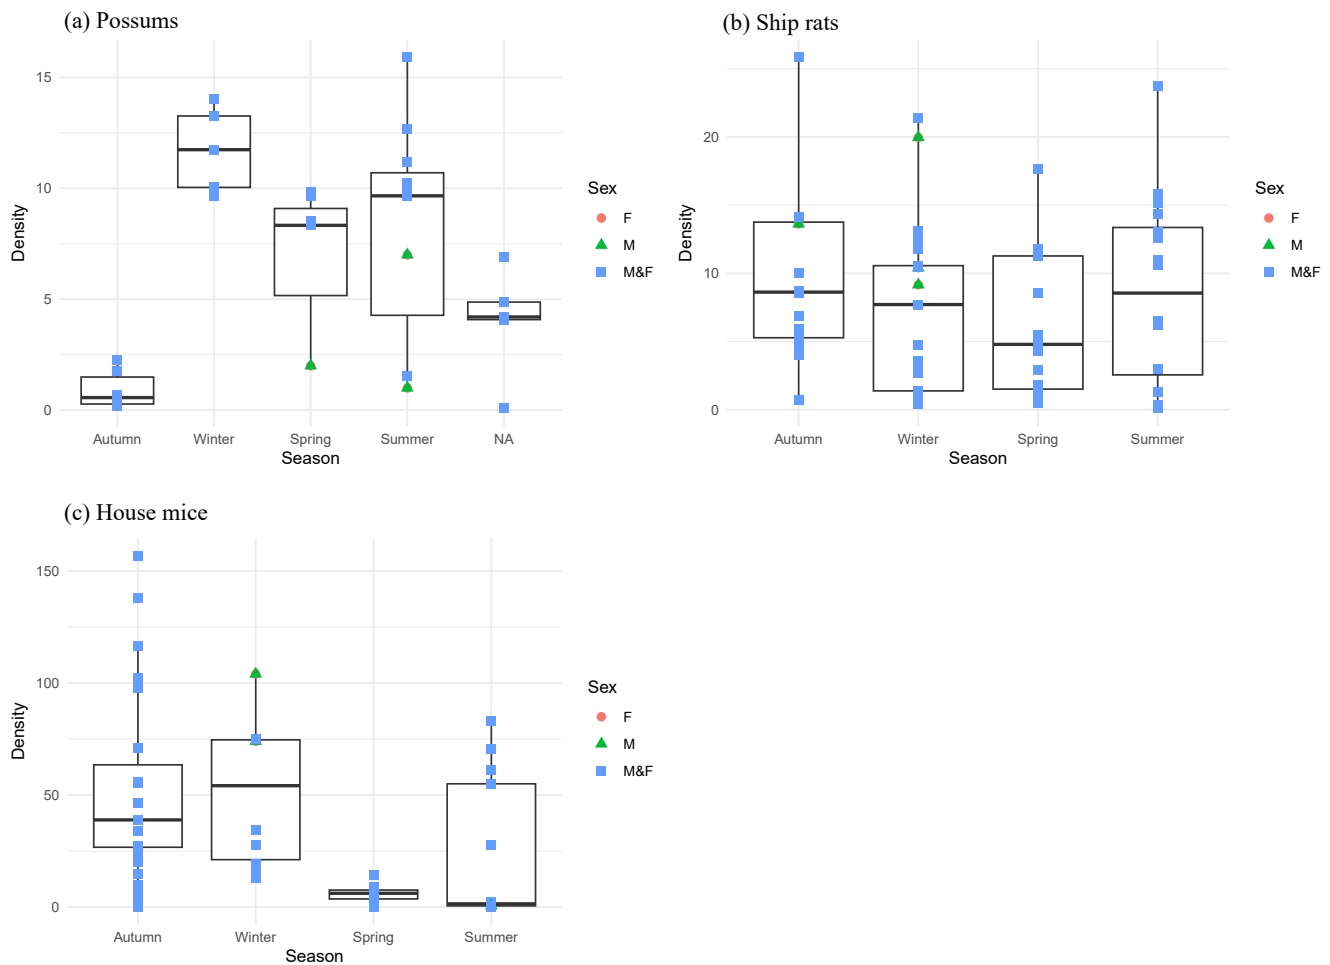 (a) Possums
15
10
5
0
Density
Autumn Winter Spring Summer NA
Season
Sex
F
M
M&F
(b) Ship rats
20
10
0
Density
Autumn Winter Spring Summer
Season
Sex
F
M
M&F
(c) House mice
150
100
50
0
Density
Autumn Winter Spring Summer
Season
Sex
F
M
M&F